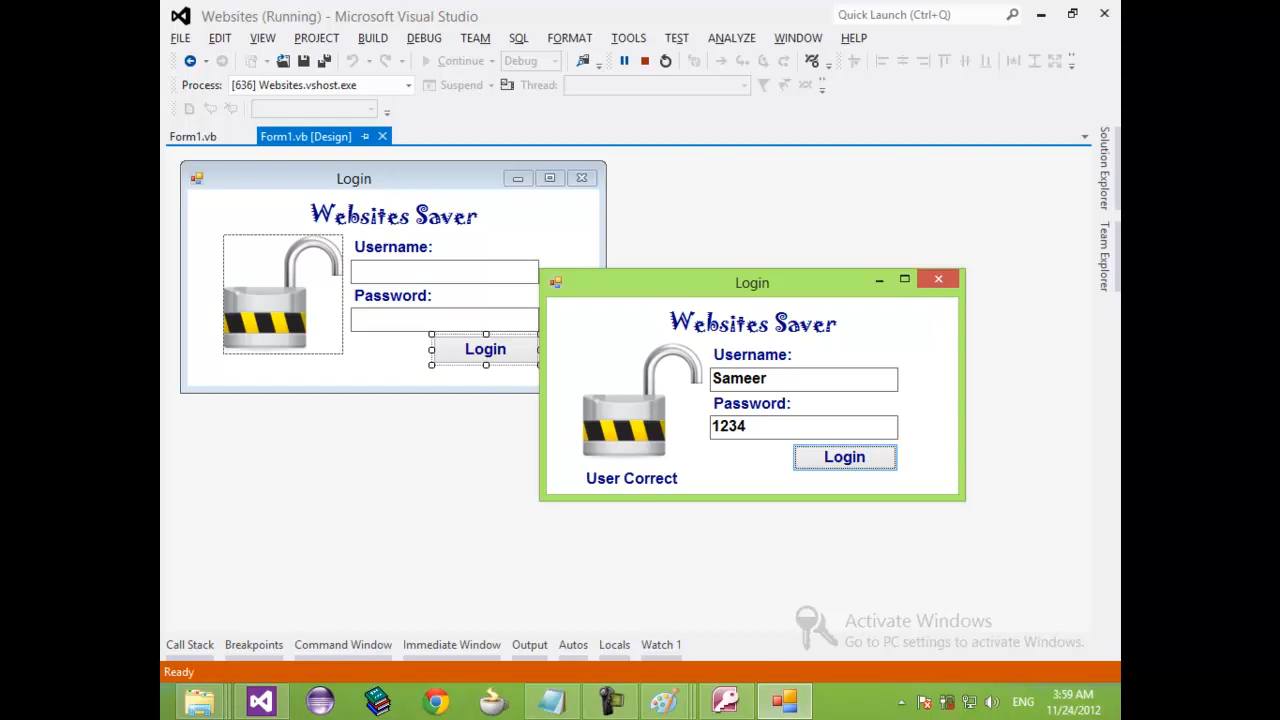 Websites (Running) - Microsoft Visual Studio
Quick Launch (Ctrl+Q)
FILE EDIT VIEW PROJECT BUILD DEBUG TEAM SQL FORMAT TOOLS TEST ANALYZE WINDOW HELP
Continue Debug
Process: [636] Websites.vshost.exe Suspend Thread:
Form1.vb Form1.vb [Design]
Solution Explorer
Team Explorer
Login
Websites Saver
Username:
Password:
Login
Login
Websites Saver
Username:
Sameer
Password:
1234
Login
User Correct
Activate Windows
Go to PC settings to activate Windows.
Call Stack Breakpoints Command Window Immediate Window Output Autos Locals Watch 1
Ready
ENG
3:59 AM
11/24/2012